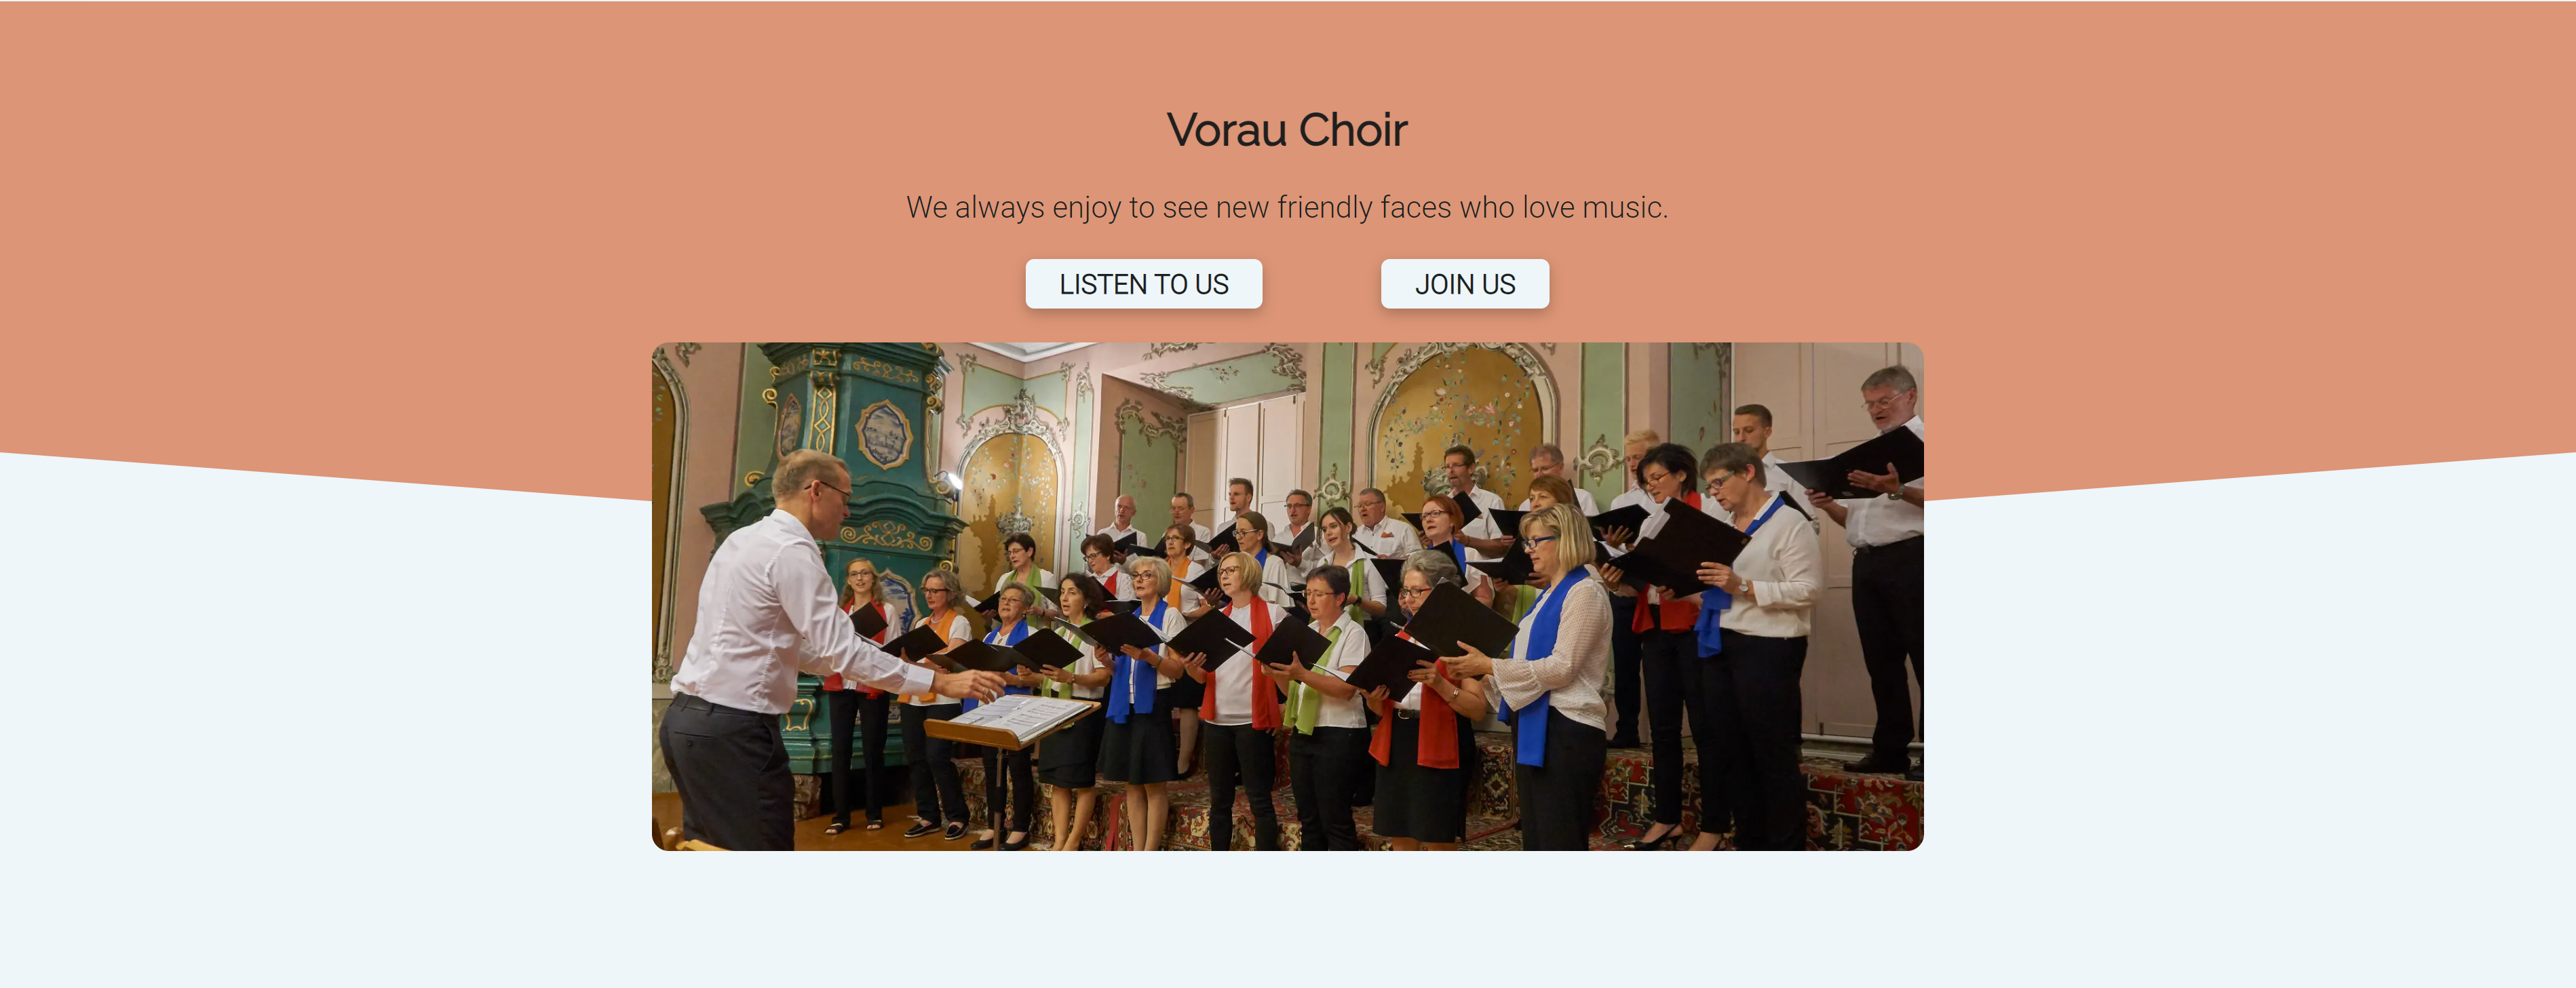 Vorau Choir
We always enjoy to see new friendly faces who love music.
LISTEN TO US
JOIN US